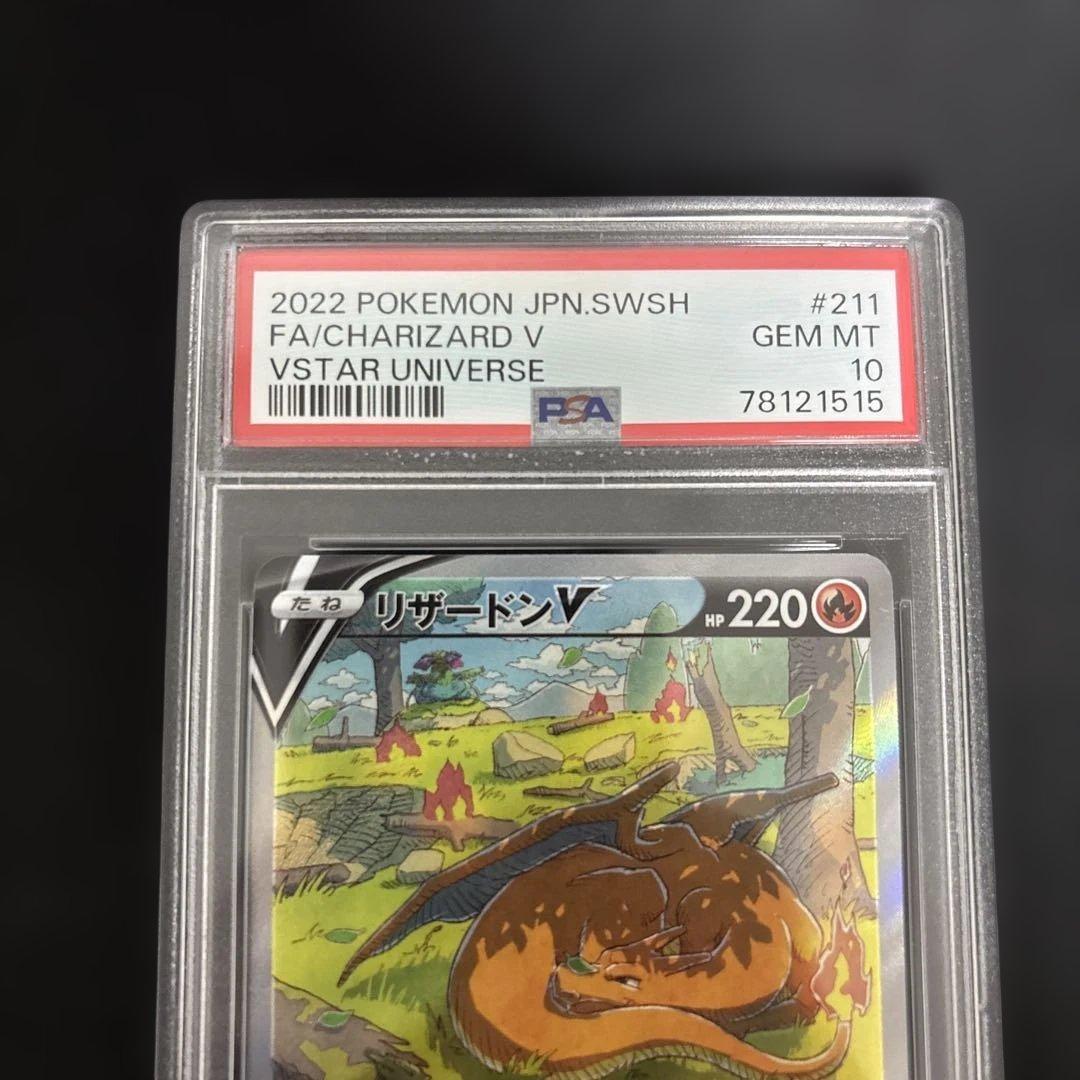 2022 POKEMON JPN.SWSH #211
FA/CHARIZARD V GEM MT
VSTAR UNIVERSE 10
PSA 78121515
たね リザードンV HP 220